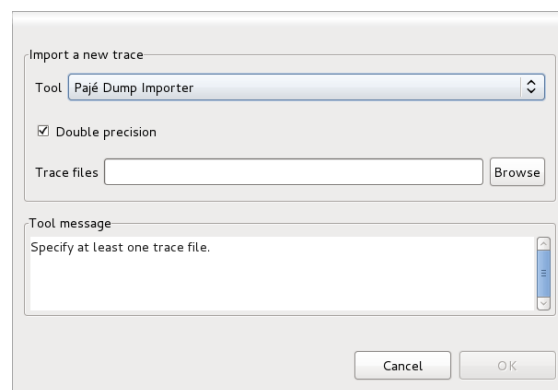 Import a new trace
Tool Pajé Dump Importer
Double precision
Trace files Browse
Tool message
Specify at least one trace file.
Cancel OK